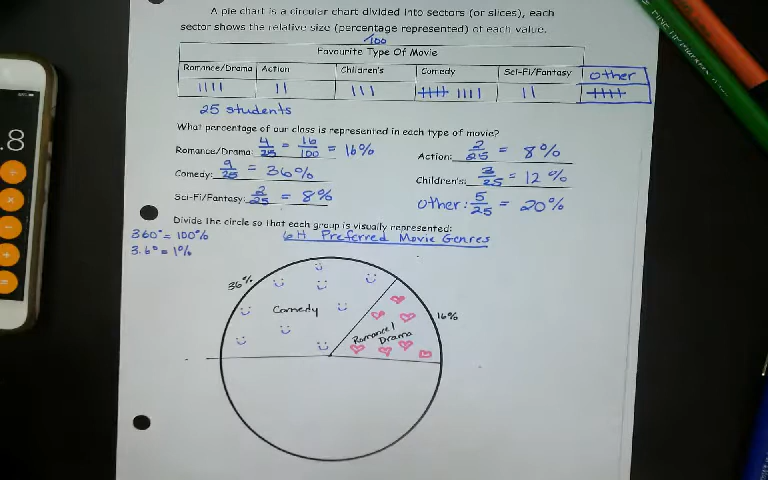 A pie chart is a circular chart divided into sectors (or slices), each
sector shows the relative size (percentage represented) of each value.
/100
Favourite Type Of Movie
Romance/Drama Action Children's Comedy Sci-Fi/Fantasy other
25 students
What percentage of our class is represented in each type of movie?
Romance/Drama: 4/25 = 16/100 = 16% Action: 2/25 = 8%
Comedy: 9/25 = 36% Children's: 3/25 = 12%
Sci-Fi/Fantasy: 2/25 = 8% other: 5/25 = 20%
Divide the circle so that each group is visually represented:
360° = 100% 6H Preferred Movie Genres
3.6° = 1%
36%
Comedy
16%
Romance/
Drama
.8